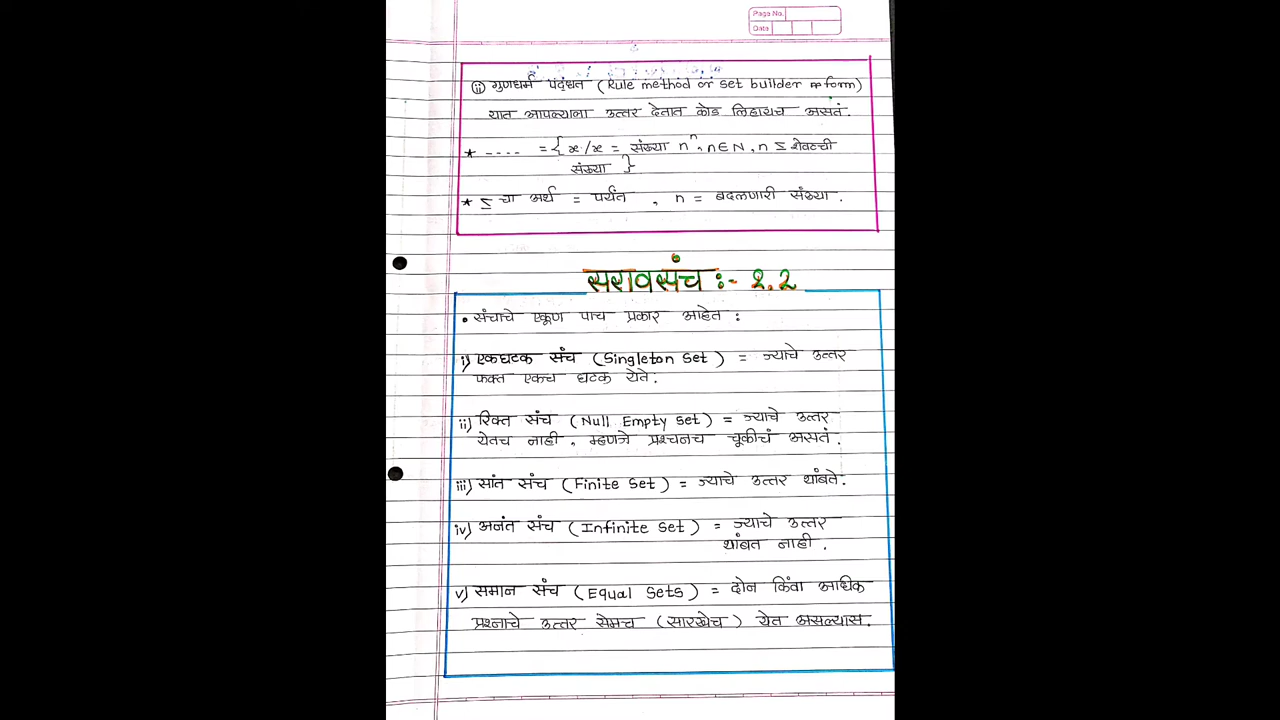 Page No.
Date
ii) गुणधर्म पद्धत (Rule method or set builder form)
यात आपल्याला उत्तर देतात कोड लिहायच असतं.
* .... = { x/x = संख्या nⁿ, n∈N, n Σ शेवटची
संख्या }
* Σ चा अर्थ = पर्यंत , n = बदलणारी संख्या .
सरावसंच :- 2.2
• संचाचे एकूण पाच प्रकार आहेत :
i) एकघटक संच (Singleton Set) = ज्याचे उत्तर
फक्त एकच घटक येते.
ii) रिक्त संच (Null Empty set) = ज्याचे उत्तर
येतच नाही , म्हणजे प्रश्चनच चूकीचं असतं.
iii) सांत संच (Finite Set) = ज्याचे उत्तर थांबते.
iv) अनंत संच (Infinite Set) = ज्याचे उत्तर
थांबत नाही .
v) समान संच (Equal Sets) = दोन किंवा अधिक
प्रश्नाचे उत्तर सेमच (सारखेच) येत असल्यास.